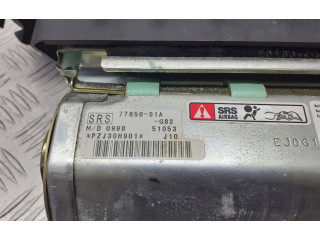 SRS 77850-S1A
-G82
M/D 0998 51053
*PZJ30H901* J10
SRS
AIRBAG
EJ0G1